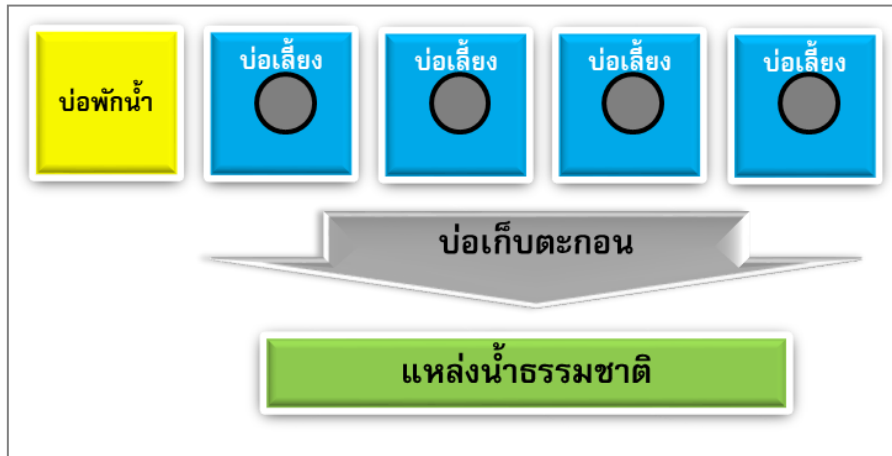 บ่อพักน้ำ
บ่อเลี้ยง
บ่อเลี้ยง
บ่อเลี้ยง
บ่อเลี้ยง
บ่อเก็บตะกอน
แหล่งน้ำธรรมชาติ